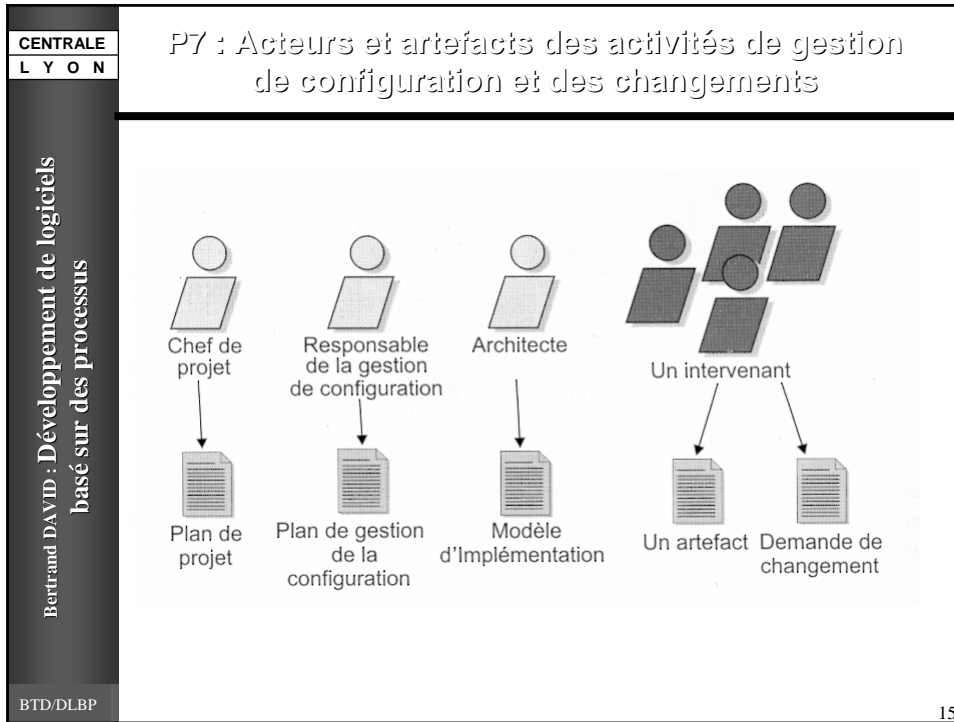 CENTRALE
L Y O N
P7 : Acteurs et artefacts des activités de gestion
de configuration et des changements
Bertrand DAVID : Développement de logiciels
basé sur des processus
Chef de
projet
Responsable
de la gestion
de configuration
Architecte
Un intervenant
Plan de
projet
Plan de gestion
de la
configuration
Modèle
d'Implémentation
Un artefact
Demande de
changement
BTD/DLBP
15